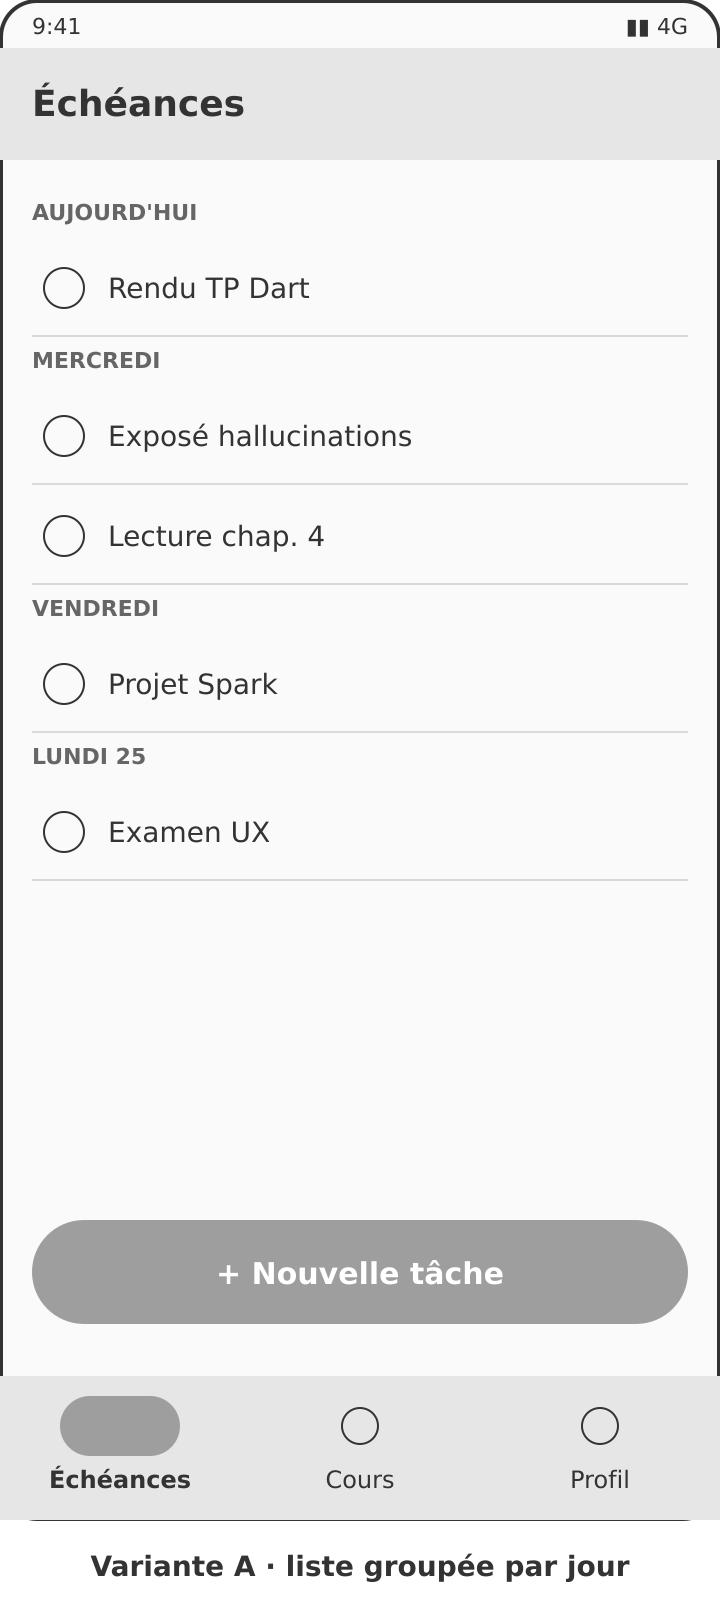 9:41
4G
Échéances
AUJOURD'HUI
Rendu TP Dart
MERCREDI
Exposé hallucinations
Lecture chap. 4
VENDREDI
Projet Spark
LUNDI 25
Examen UX
+ Nouvelle tâche
Échéances
Cours
Profil
Variante A · liste groupée par jour